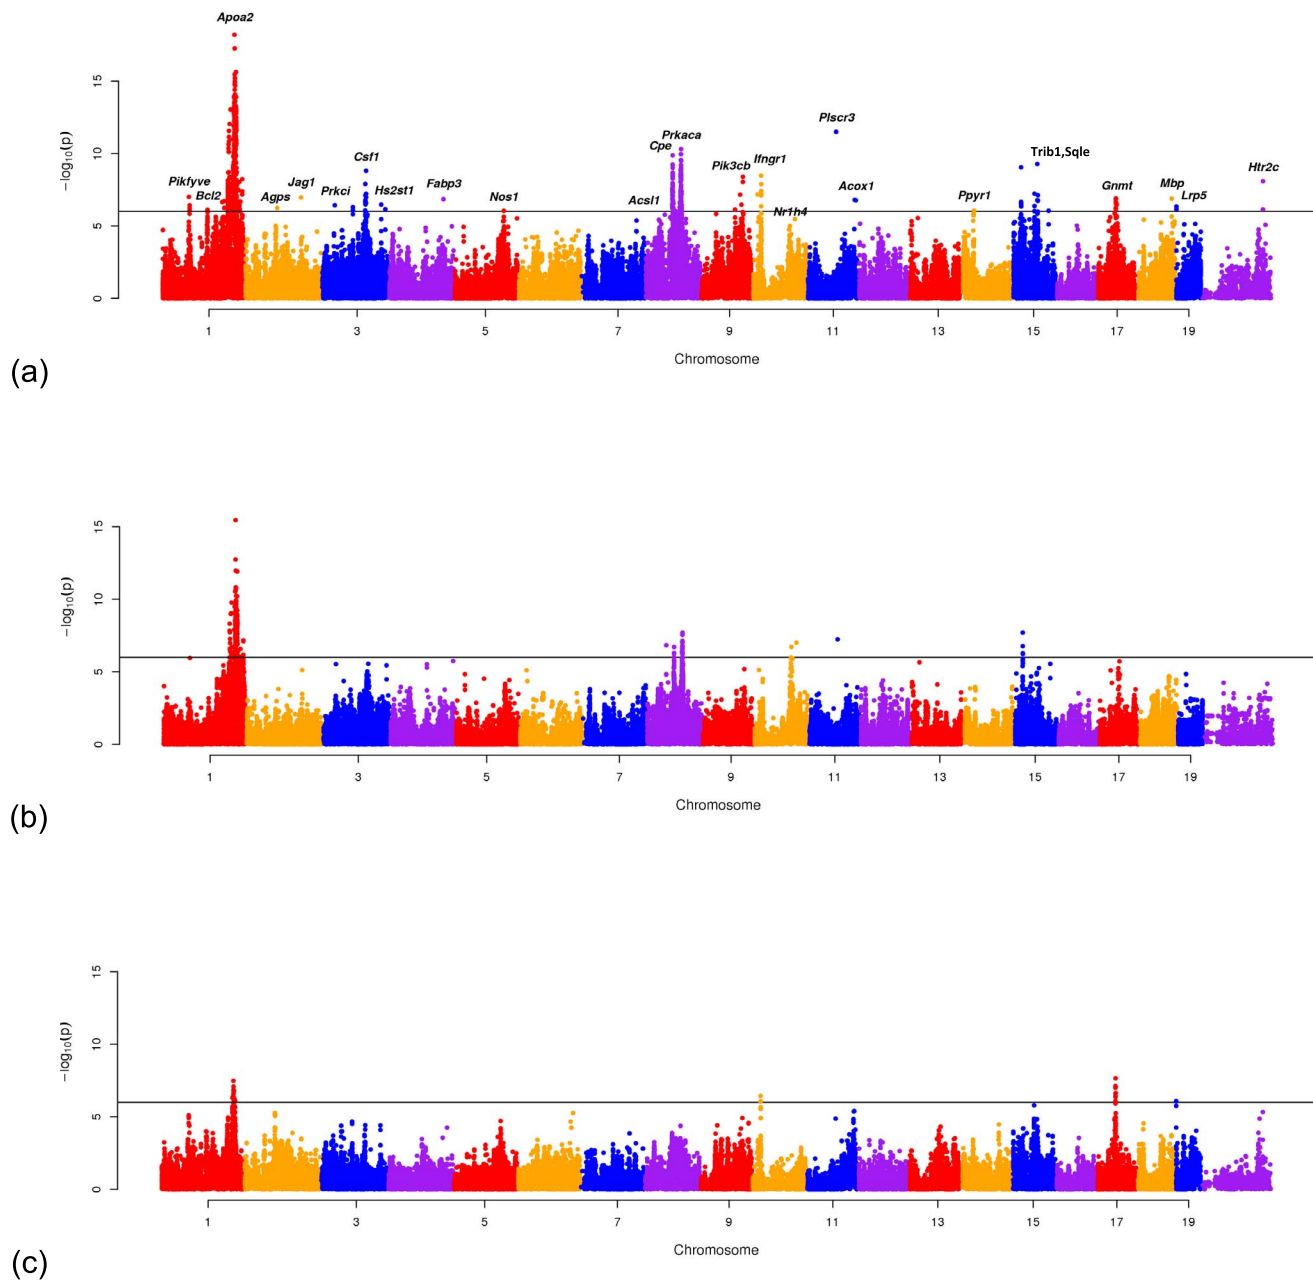 Apoa2
15
Plscr3
Prkaca
Cpe
Trib1,Sqle
Csf1
Pik3cb
Ifngr1
Htr2c
10
−log10(p)
Pikfyve
Bcl2
Agps
Jag1
Prkci
Hs2st1
Fabp3
Nos1
Acsl1
Nr1h4
Acox1
Ppyr1
Gnmt
Mbp
Lrp5
5
0
1 3 5 7 9 11 13 15 17 19
Chromosome
(a)
15
10
−log10(p)
5
0
1 3 5 7 9 11 13 15 17 19
Chromosome
(b)
15
10
−log10(p)
5
0
1 3 5 7 9 11 13 15 17 19
Chromosome
(c)